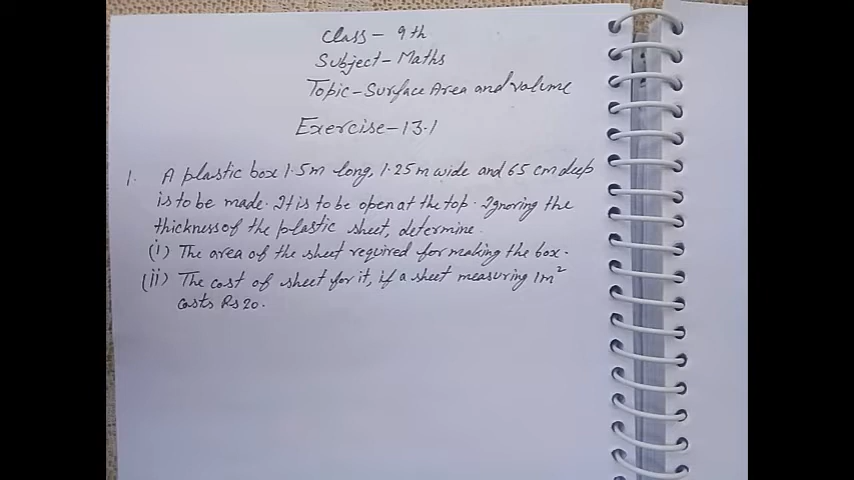 Class - 9th
Subject - Maths
Topic - Surface Area and volume
Exercise - 13.1
1. A plastic box 1.5m long, 1.25m wide and 65 cm deep
is to be made. It is to be open at the top. Ignoring the
thickness of the plastic sheet, determine.
(i) The area of the sheet required for making the box.
(ii) The cost of sheet for it, if a sheet measuring 1m²
costs Rs 20.